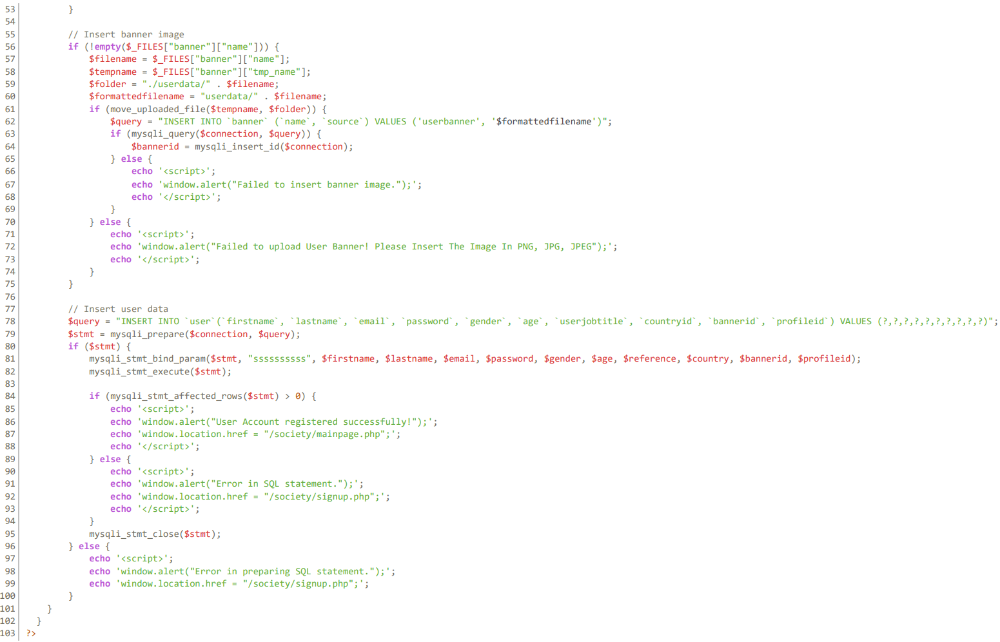 53         }
54
55         // Insert banner image
56         if (!empty($_FILES["banner"]["name"])) {
57             $filename = $_FILES["banner"]["name"];
58             $tempname = $_FILES["banner"]["tmp_name"];
59             $folder = "./userdata/" . $filename;
60             $formattedfilename = "userdata/" . $filename;
61             if (move_uploaded_file($tempname, $folder)) {
62                 $query = "INSERT INTO `banner` (`name`, `source`) VALUES ('userbanner', '$formattedfilename')";
63                 if (mysqli_query($connection, $query)) {
64                     $bannerid = mysqli_insert_id($connection);
65                 } else {
66                     echo '<script>';
67                     echo 'window.alert("Failed to insert banner image.");';
68                     echo '</script>';
69                 }
70             } else {
71                 echo '<script>';
72                 echo 'window.alert("Failed to upload User Banner! Please Insert The Image In PNG, JPG, JPEG");';
73                 echo '</script>';
74             }
75         }
76
77         // Insert user data
78         $query = "INSERT INTO `user`(`firstname`, `lastname`, `email`, `password`, `gender`, `age`, `userjobtitle`, `countryid`, `bannerid`, `profileid`) VALUES (?,?,?,?,?,?,?,?,?,?)";
79         $stmt = mysqli_prepare($connection, $query);
80         if ($stmt) {
81             mysqli_stmt_bind_param($stmt, "ssssssssss", $firstname, $lastname, $email, $password, $gender, $age, $reference, $country, $bannerid, $profileid);
82             mysqli_stmt_execute($stmt);
83
84             if (mysqli_stmt_affected_rows($stmt) > 0) {
85                 echo '<script>';
86                 echo 'window.alert("User Account registered successfully!");';
87                 echo 'window.location.href = "/society/mainpage.php";';
88                 echo '</script>';
89             } else {
90                 echo '<script>';
91                 echo 'window.alert("Error in SQL statement.");';
92                 echo 'window.location.href = "/society/signup.php";';
93                 echo '</script>';
94             }
95             mysqli_stmt_close($stmt);
96         } else {
97             echo '<script>';
98             echo 'window.alert("Error in preparing SQL statement.");';
99             echo 'window.location.href = "/society/signup.php";';
100         }
101     }
102   }
103 ?>